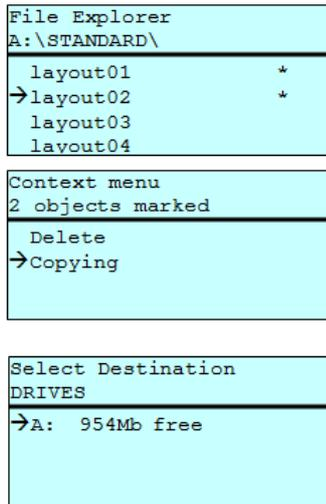 File Explorer
A:\STANDARD\
layout01 *
→layout02 *
layout03
layout04
Context menu
2 objects marked
Delete
→Copying
Select Destination
DRIVES
→A: 954Mb free